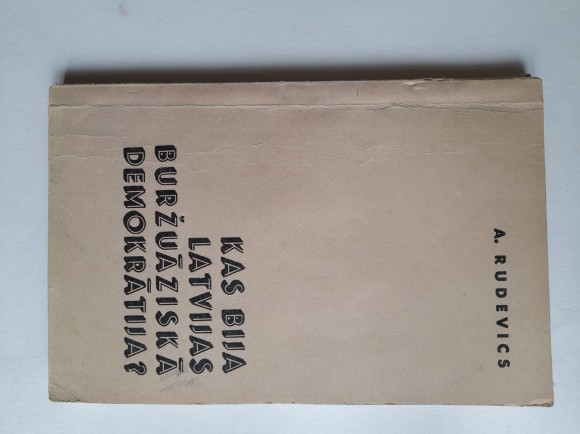 A. RUDEVICS
KAS BIJA
LATVIJAS
BURŽUĀZISKĀ
DEMOKRĀTIJA?